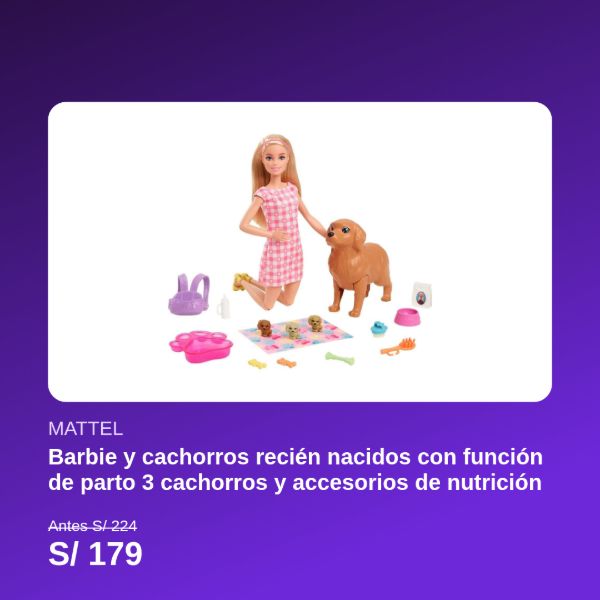 MATTEL
Barbie y cachorros recién nacidos con función
de parto 3 cachorros y accesorios de nutrición
Antes S/ 224
S/ 179